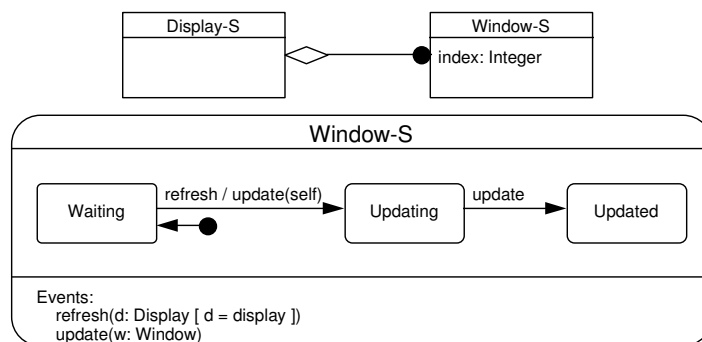 Display-S
Window-S
index: Integer
Window-S
Waiting
refresh / update(self)
Updating
update
Updated
Events:
refresh(d: Display [ d = display ])
update(w: Window)